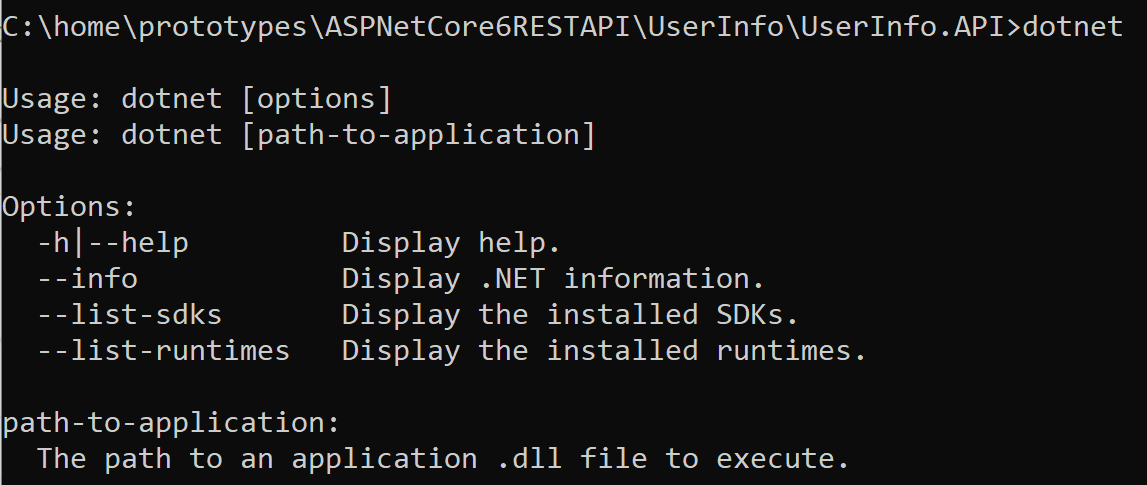 C:\home\prototypes\ASPNetCore6RESTAPI\UserInfo\UserInfo.API>dotnet
Usage: dotnet [options]
Usage: dotnet [path-to-application]
Options:
-h|--help Display help.
--info Display .NET information.
--list-sdks Display the installed SDKs.
--list-runtimes Display the installed runtimes.
path-to-application:
The path to an application .dll file to execute.